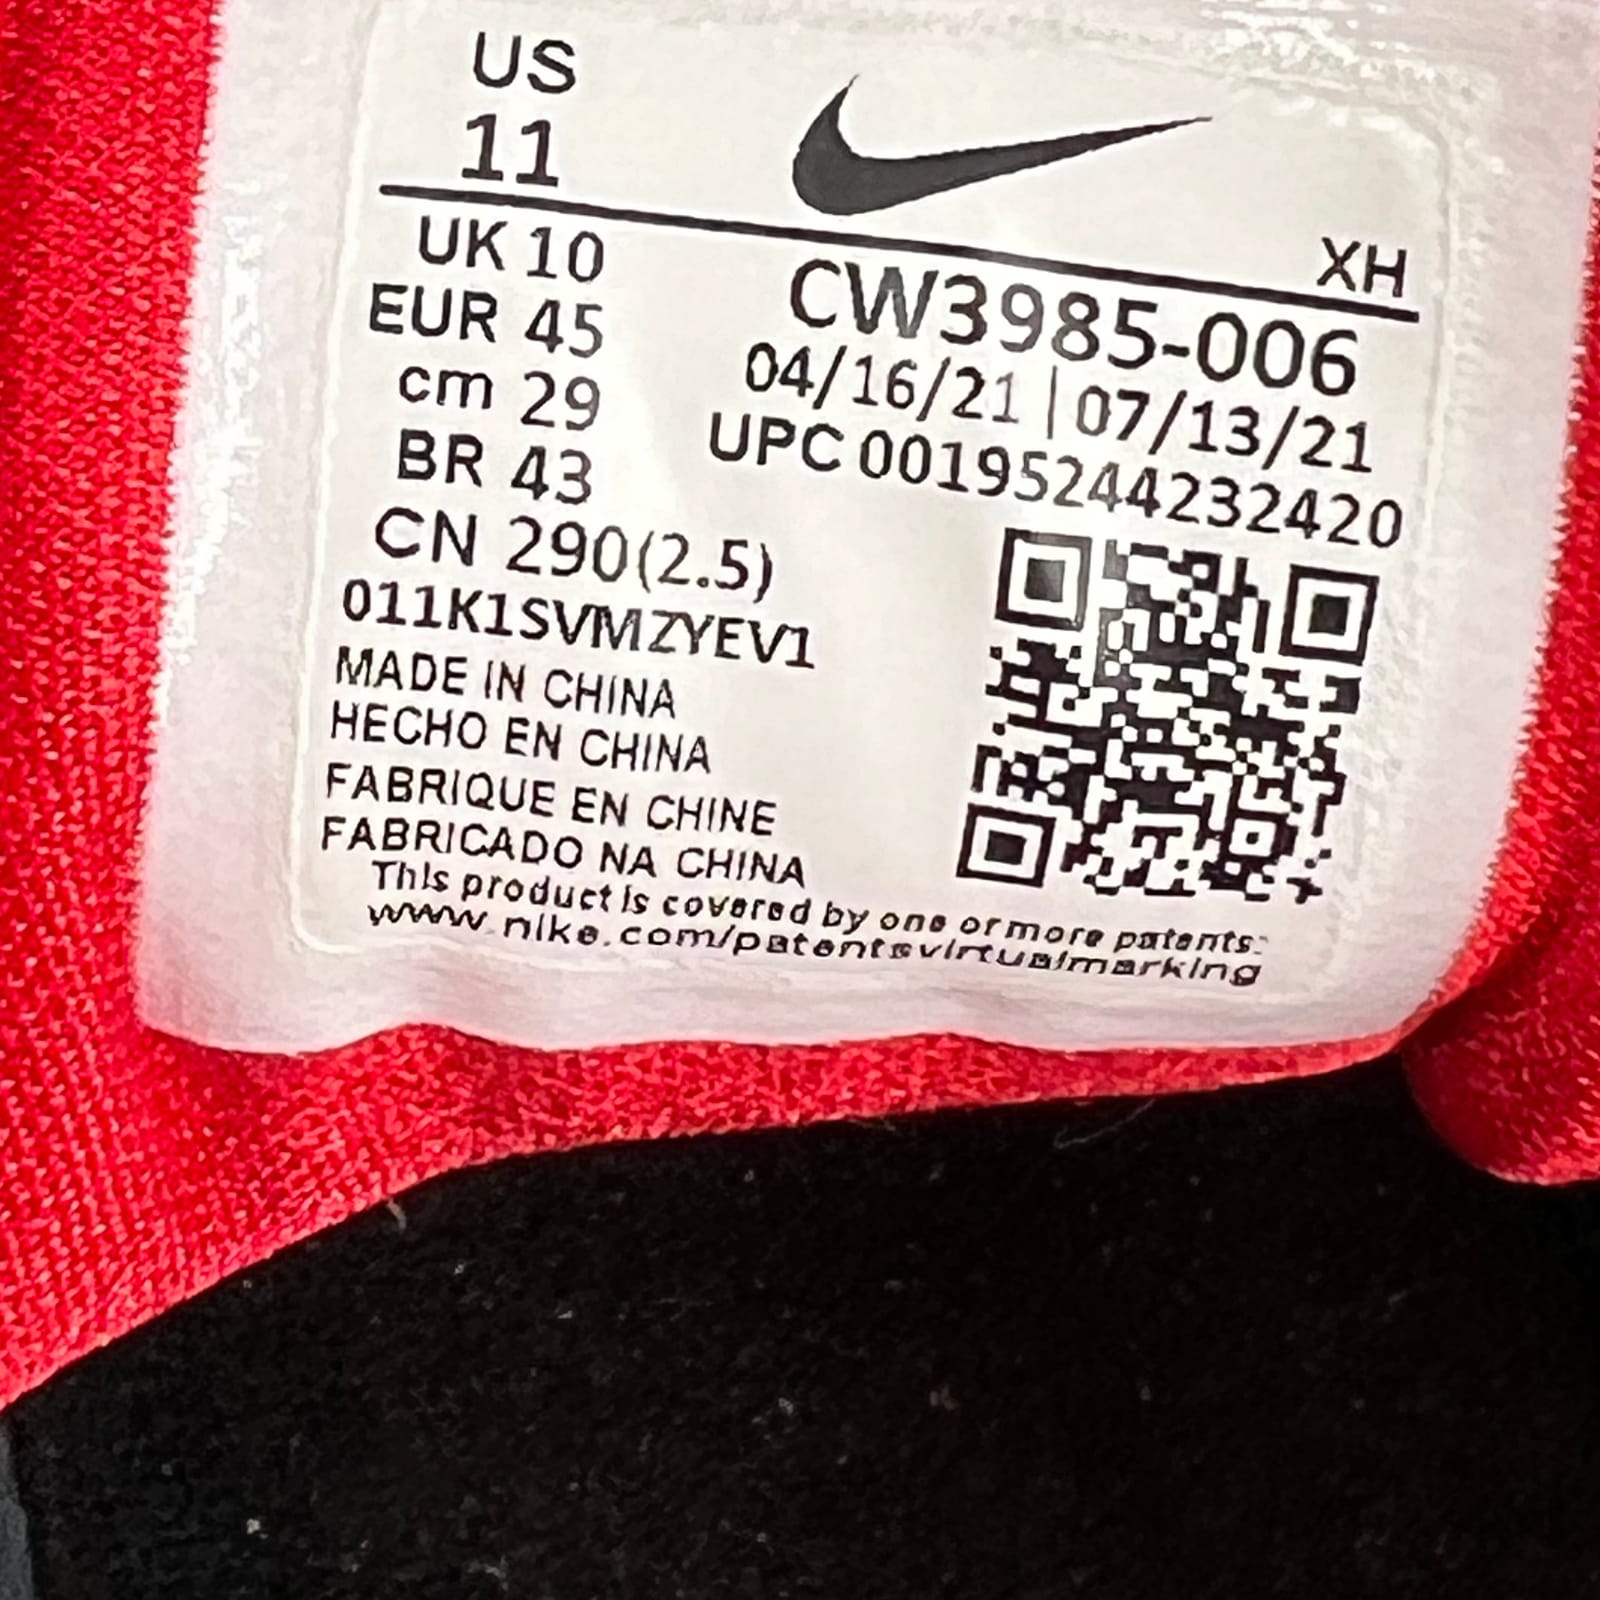 US
11
XH
UK 10
EUR 45
cm 29
BR 43
CN 290(2.5)
CW3985-006
04/16/21 | 07/13/21
UPC 00195244232420
011K1SVMZYEV1
MADE IN CHINA
HECHO EN CHINA
FABRIQUE EN CHINE
FABRICADO NA CHINA
This product is covered by one or more patents:
www.nike.com/patentsvirtualmarking